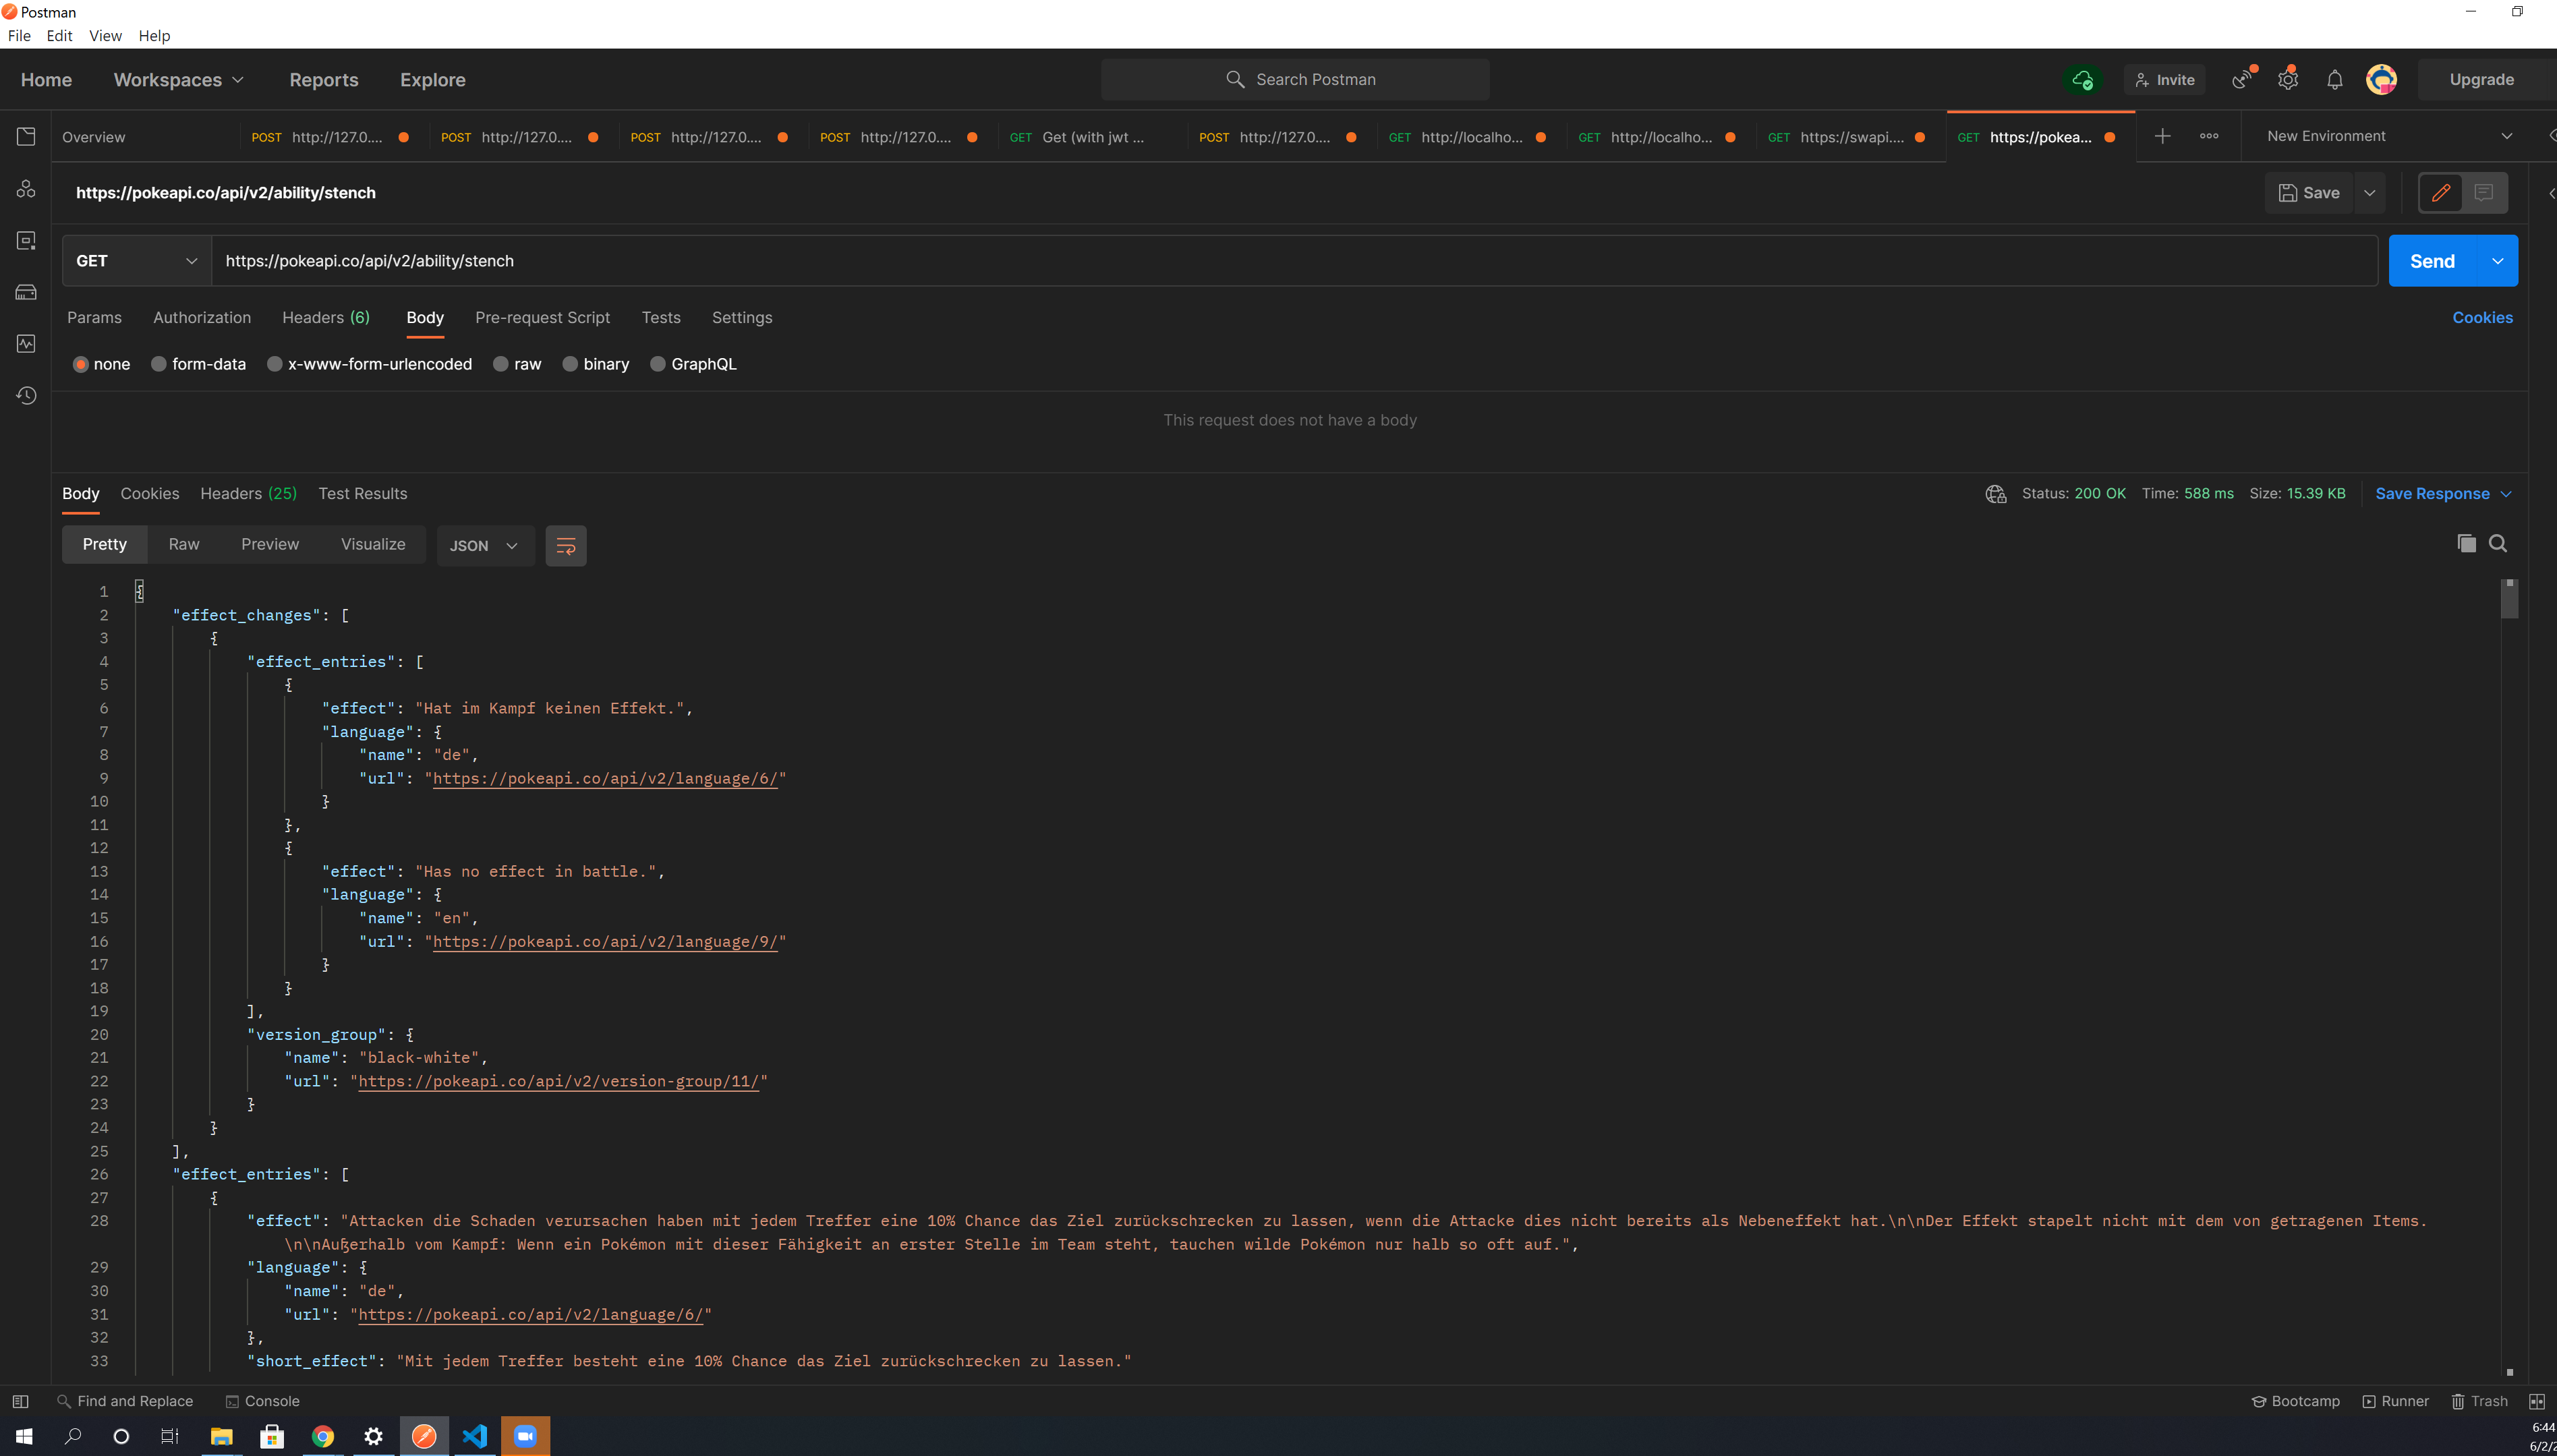 Postman
File Edit View Help
Home Workspaces Reports Explore Search Postman Invite Upgrade
Overview POST http://127.0.... POST http://127.0.... POST http://127.0.... POST http://127.0.... GET Get (with jwt ... POST http://127.0.... GET http://localho... GET http://localho... GET https://swapi.... GET https://pokea... New Environment
https://pokeapi.co/api/v2/ability/stench Save
GET https://pokeapi.co/api/v2/ability/stench Send
Params Authorization Headers (6) Body Pre-request Script Tests Settings Cookies
none form-data x-www-form-urlencoded raw binary GraphQL
This request does not have a body
Body Cookies Headers (25) Test Results Status: 200 OK Time: 588 ms Size: 15.39 KB Save Response
Pretty Raw Preview Visualize JSON
1 {
2 "effect_changes": [
3 {
4 "effect_entries": [
5 {
6 "effect": "Hat im Kampf keinen Effekt.",
7 "language": {
8 "name": "de",
9 "url": "https://pokeapi.co/api/v2/language/6/"
10 }
11 },
12 {
13 "effect": "Has no effect in battle.",
14 "language": {
15 "name": "en",
16 "url": "https://pokeapi.co/api/v2/language/9/"
17 }
18 }
19 ],
20 "version_group": {
21 "name": "black-white",
22 "url": "https://pokeapi.co/api/v2/version-group/11/"
23 }
24 }
25 ],
26 "effect_entries": [
27 {
28 "effect": "Attacken die Schaden verursachen haben mit jedem Treffer eine 10% Chance das Ziel zurückschrecken zu lassen, wenn die Attacke dies nicht bereits als Nebeneffekt hat.\n\nDer Effekt stapelt nicht mit dem von getragenen Items.
\n\nAußerhalb vom Kampf: Wenn ein Pokémon mit dieser Fähigkeit an erster Stelle im Team steht, tauchen wilde Pokémon nur halb so oft auf.",
29 "language": {
30 "name": "de",
31 "url": "https://pokeapi.co/api/v2/language/6/"
32 },
33 "short_effect": "Mit jedem Treffer besteht eine 10% Chance das Ziel zurückschrecken zu lassen."
Find and Replace Console Bootcamp Runner Trash
6:44
6/2/2